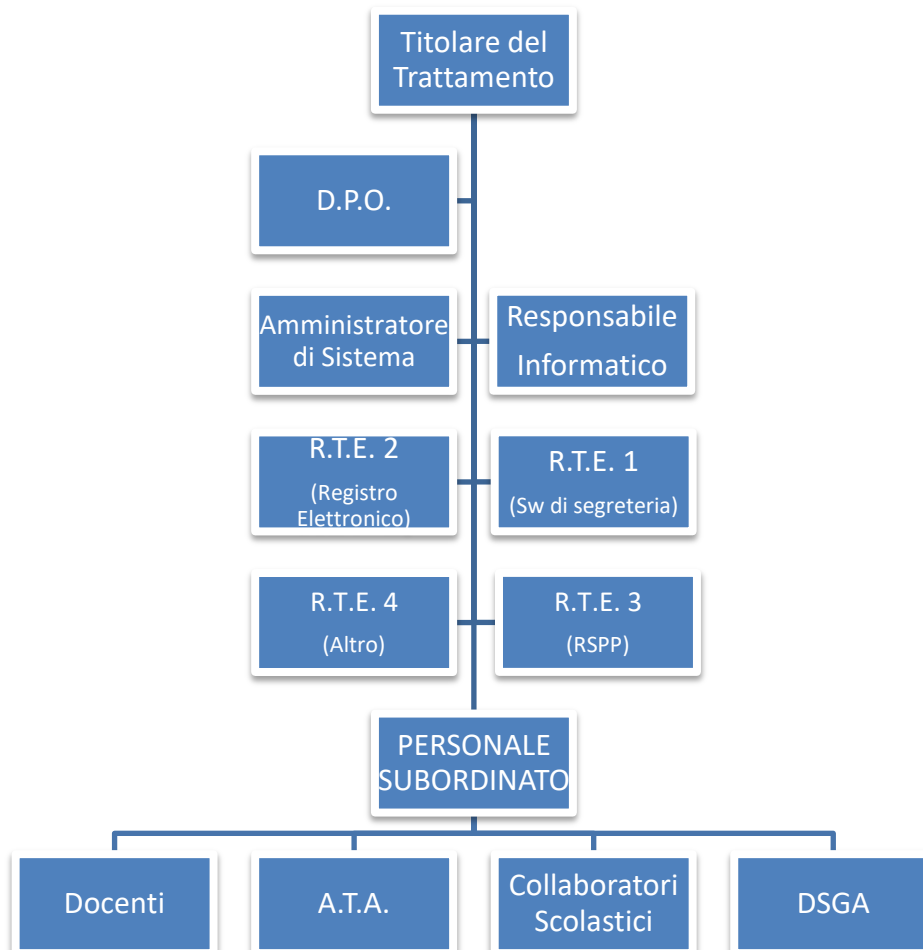 Titolare del
Trattamento
D.P.O.
Amministratore
di Sistema
Responsabile
Informatico
R.T.E. 2
(Registro
Elettronico)
R.T.E. 1
(Sw di segreteria)
R.T.E. 4
(Altro)
R.T.E. 3
(RSPP)
PERSONALE
SUBORDINATO
Docenti
A.T.A.
Collaboratori
Scolastici
DSGA